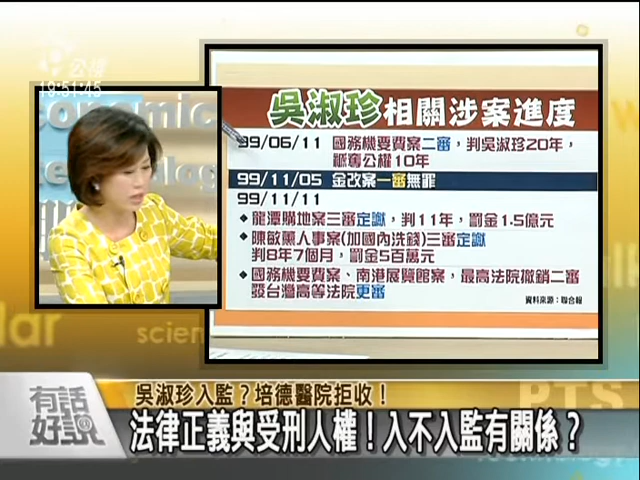 公視
19:51:45
吳淑珍相關涉案進度
99/06/11 國務機要費案二審，判吳淑珍20年，
褫奪公權10年
99/11/05 金改案一審無罪
99/11/11
◆ 龍潭購地案三審定讞，判11年，罰金1.5億元
◆ 陳敏薰人事案(加國內洗錢)三審定讞
判8年7個月，罰金5百萬元
◆ 國務機要費案、南港展覽館案，最高法院撤銷二審
發台灣高等法院更審
資料來源：聯合報
有話好說
吳淑珍入監？培德醫院拒收！
法律正義與受刑人權！入不入監有關係？
PTS